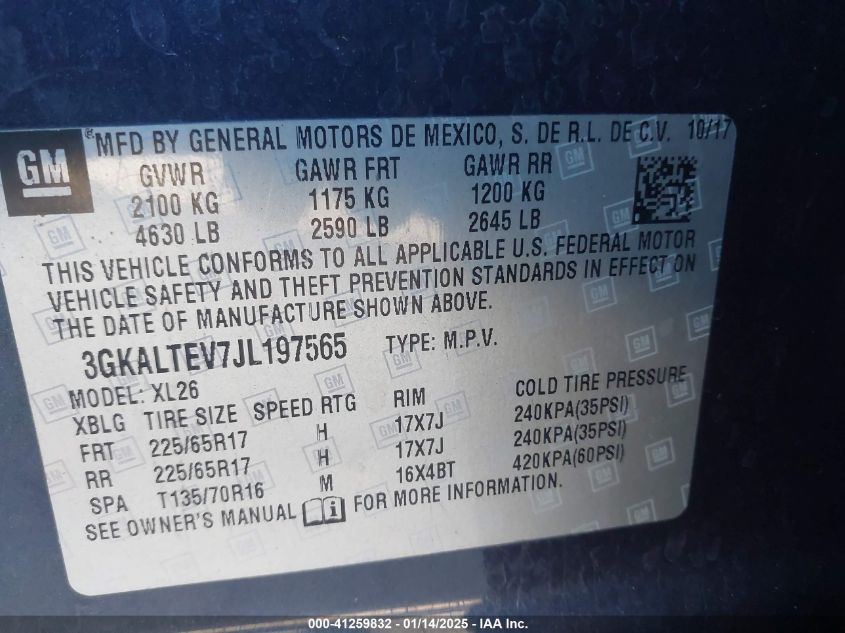 GM
® MFD BY GENERAL MOTORS DE MEXICO, S. DE R.L. DE C.V. 10/17
GVWR GAWR FRT GAWR RR
2100 KG 1175 KG 1200 KG
4630 LB 2590 LB 2645 LB
THIS VEHICLE CONFORMS TO ALL APPLICABLE U.S. FEDERAL MOTOR
VEHICLE SAFETY AND THEFT PREVENTION STANDARDS IN EFFECT ON
THE DATE OF MANUFACTURE SHOWN ABOVE.
3GKALTEV7JL197565 TYPE: M.P.V.
MODEL: XL26
XBLG TIRE SIZE SPEED RTG RIM COLD TIRE PRESSURE
FRT 225/65R17 H 17X7J 240KPA(35PSI)
RR 225/65R17 H 17X7J 240KPA(35PSI)
SPA T135/70R16 M 16X4BT 420KPA(60PSI)
SEE OWNER'S MANUAL i FOR MORE INFORMATION.
000-41259832 - 01/14/2025 - IAA Inc.